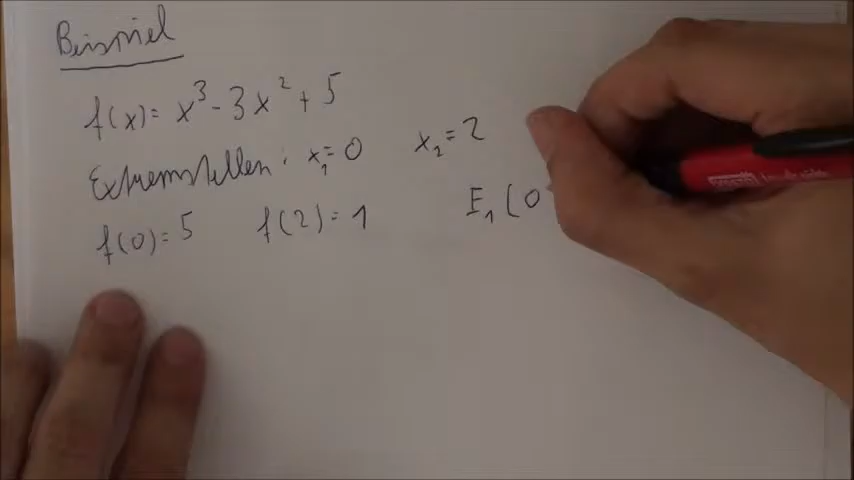 Beispiel
f(x) = x³ - 3x² + 5
Extremstellen: x₁ = 0 x₂ = 2
f(0) = 5 f(2) = 1 E₁ (0